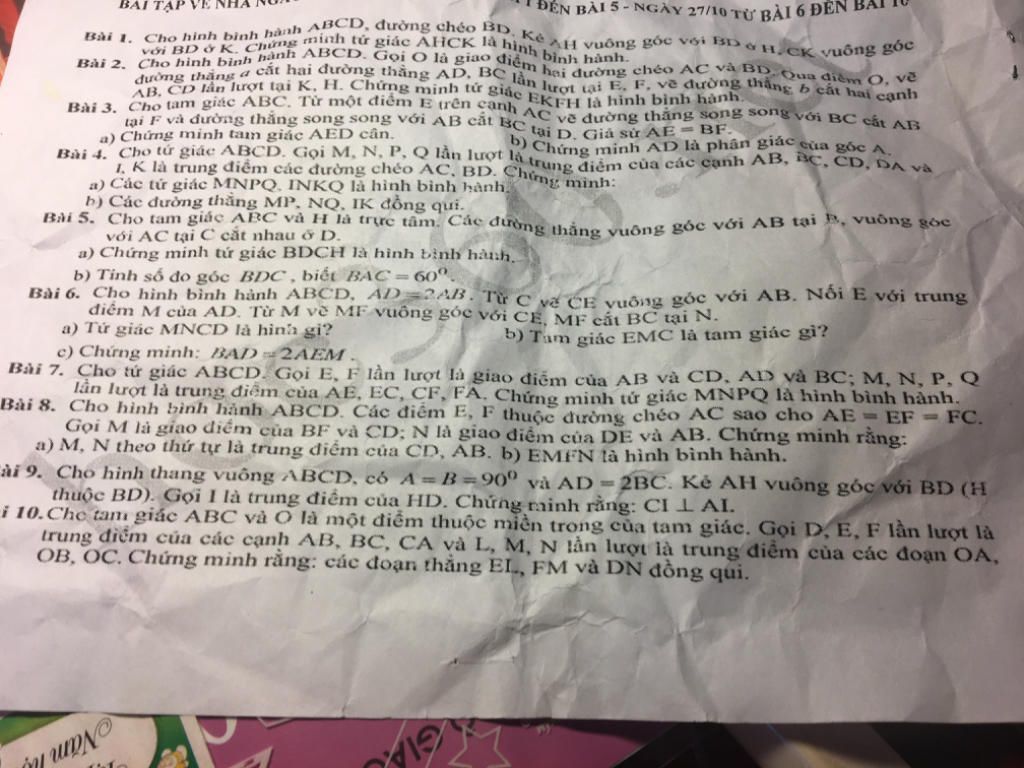 BÀI TẬP VỀ NHÀ
ĐẾN BÀI 5 - NGÀY 27/10 TỪ BÀI 6 ĐẾN BÀI 10
Bài 1. Cho hình bình hành ABCD, đường chéo BD. Kẻ AH vuông góc với BD ở H, CK vuông góc
với BD ở K. Chứng minh tứ giác AHCK là hình bình hành.
Bài 2. Cho hình bình hành ABCD. Gọi O là giao điểm hai đường chéo AC và BD. Qua điểm O, vẽ
đường thẳng a cắt hai đường thẳng AD, BC lần lượt tại E, F, vẽ đường thẳng b cắt hai cạnh
AB, CD lần lượt tại K, H. Chứng minh tứ giác EKFH là hình bình hành.
Bài 3. Cho tam giác ABC. Từ một điểm E trên cạnh AC vẽ đường thẳng song song với BC cắt AB
tại F và đường thẳng song song với AB cắt BC tại D. Giả sử AE = BF.
a) Chứng minh tam giác AED cân. b) Chứng minh AD là phân giác của góc A.
Bài 4. Cho tứ giác ABCD. Gọi M, N, P, Q lần lượt là trung điểm của các cạnh AB, BC, CD, DA và
I, K là trung điểm các đường chéo AC, BD. Chứng minh:
a) Các tứ giác MNPQ, INKQ là hình bình hành.
b) Các đường thẳng MP, NQ, IK đồng qui.
Bài 5. Cho tam giác ABC và H là trực tâm. Các đường thẳng vuông góc với AB tại B, vuông góc
với AC tại C cắt nhau ở D.
a) Chứng minh tứ giác BDCH là hình bình hành.
b) Tính số đo góc BDC, biết BAC = 60⁰.
Bài 6. Cho hình bình hành ABCD, AD = 2AB. Từ C vẽ CE vuông góc với AB. Nối E với trung
điểm M của AD. Từ M vẽ MF vuông góc với CE, MF cắt BC tại N.
a) Tứ giác MNCD là hình gì? b) Tam giác EMC là tam giác gì?
c) Chứng minh: BAD = 2AEM.
Bài 7. Cho tứ giác ABCD. Gọi E, F lần lượt là giao điểm của AB và CD, AD và BC; M, N, P, Q
lần lượt là trung điểm của AE, EC, CF, FA. Chứng minh tứ giác MNPQ là hình bình hành.
Bài 8. Cho hình bình hành ABCD. Các điểm E, F thuộc đường chéo AC sao cho AE = EF = FC.
Gọi M là giao điểm của BF và CD; N là giao điểm của DE và AB. Chứng minh rằng:
a) M, N theo thứ tự là trung điểm của CD, AB. b) EMFN là hình bình hành.
ài 9. Cho hình thang vuông ABCD, có A = B = 90⁰ và AD = 2BC. Kẻ AH vuông góc với BD (H
thuộc BD). Gọi I là trung điểm của HD. Chứng minh rằng: CI ⊥ AI.
i 10. Cho tam giác ABC và O là một điểm thuộc miền trong của tam giác. Gọi D, E, F lần lượt là
trung điểm của các cạnh AB, BC, CA và L, M, N lần lượt là trung điểm của các đoạn OA,
OB, OC. Chứng minh rằng: các đoạn thẳng EL, FM và DN đồng qui.
Năm họ
GIÁO